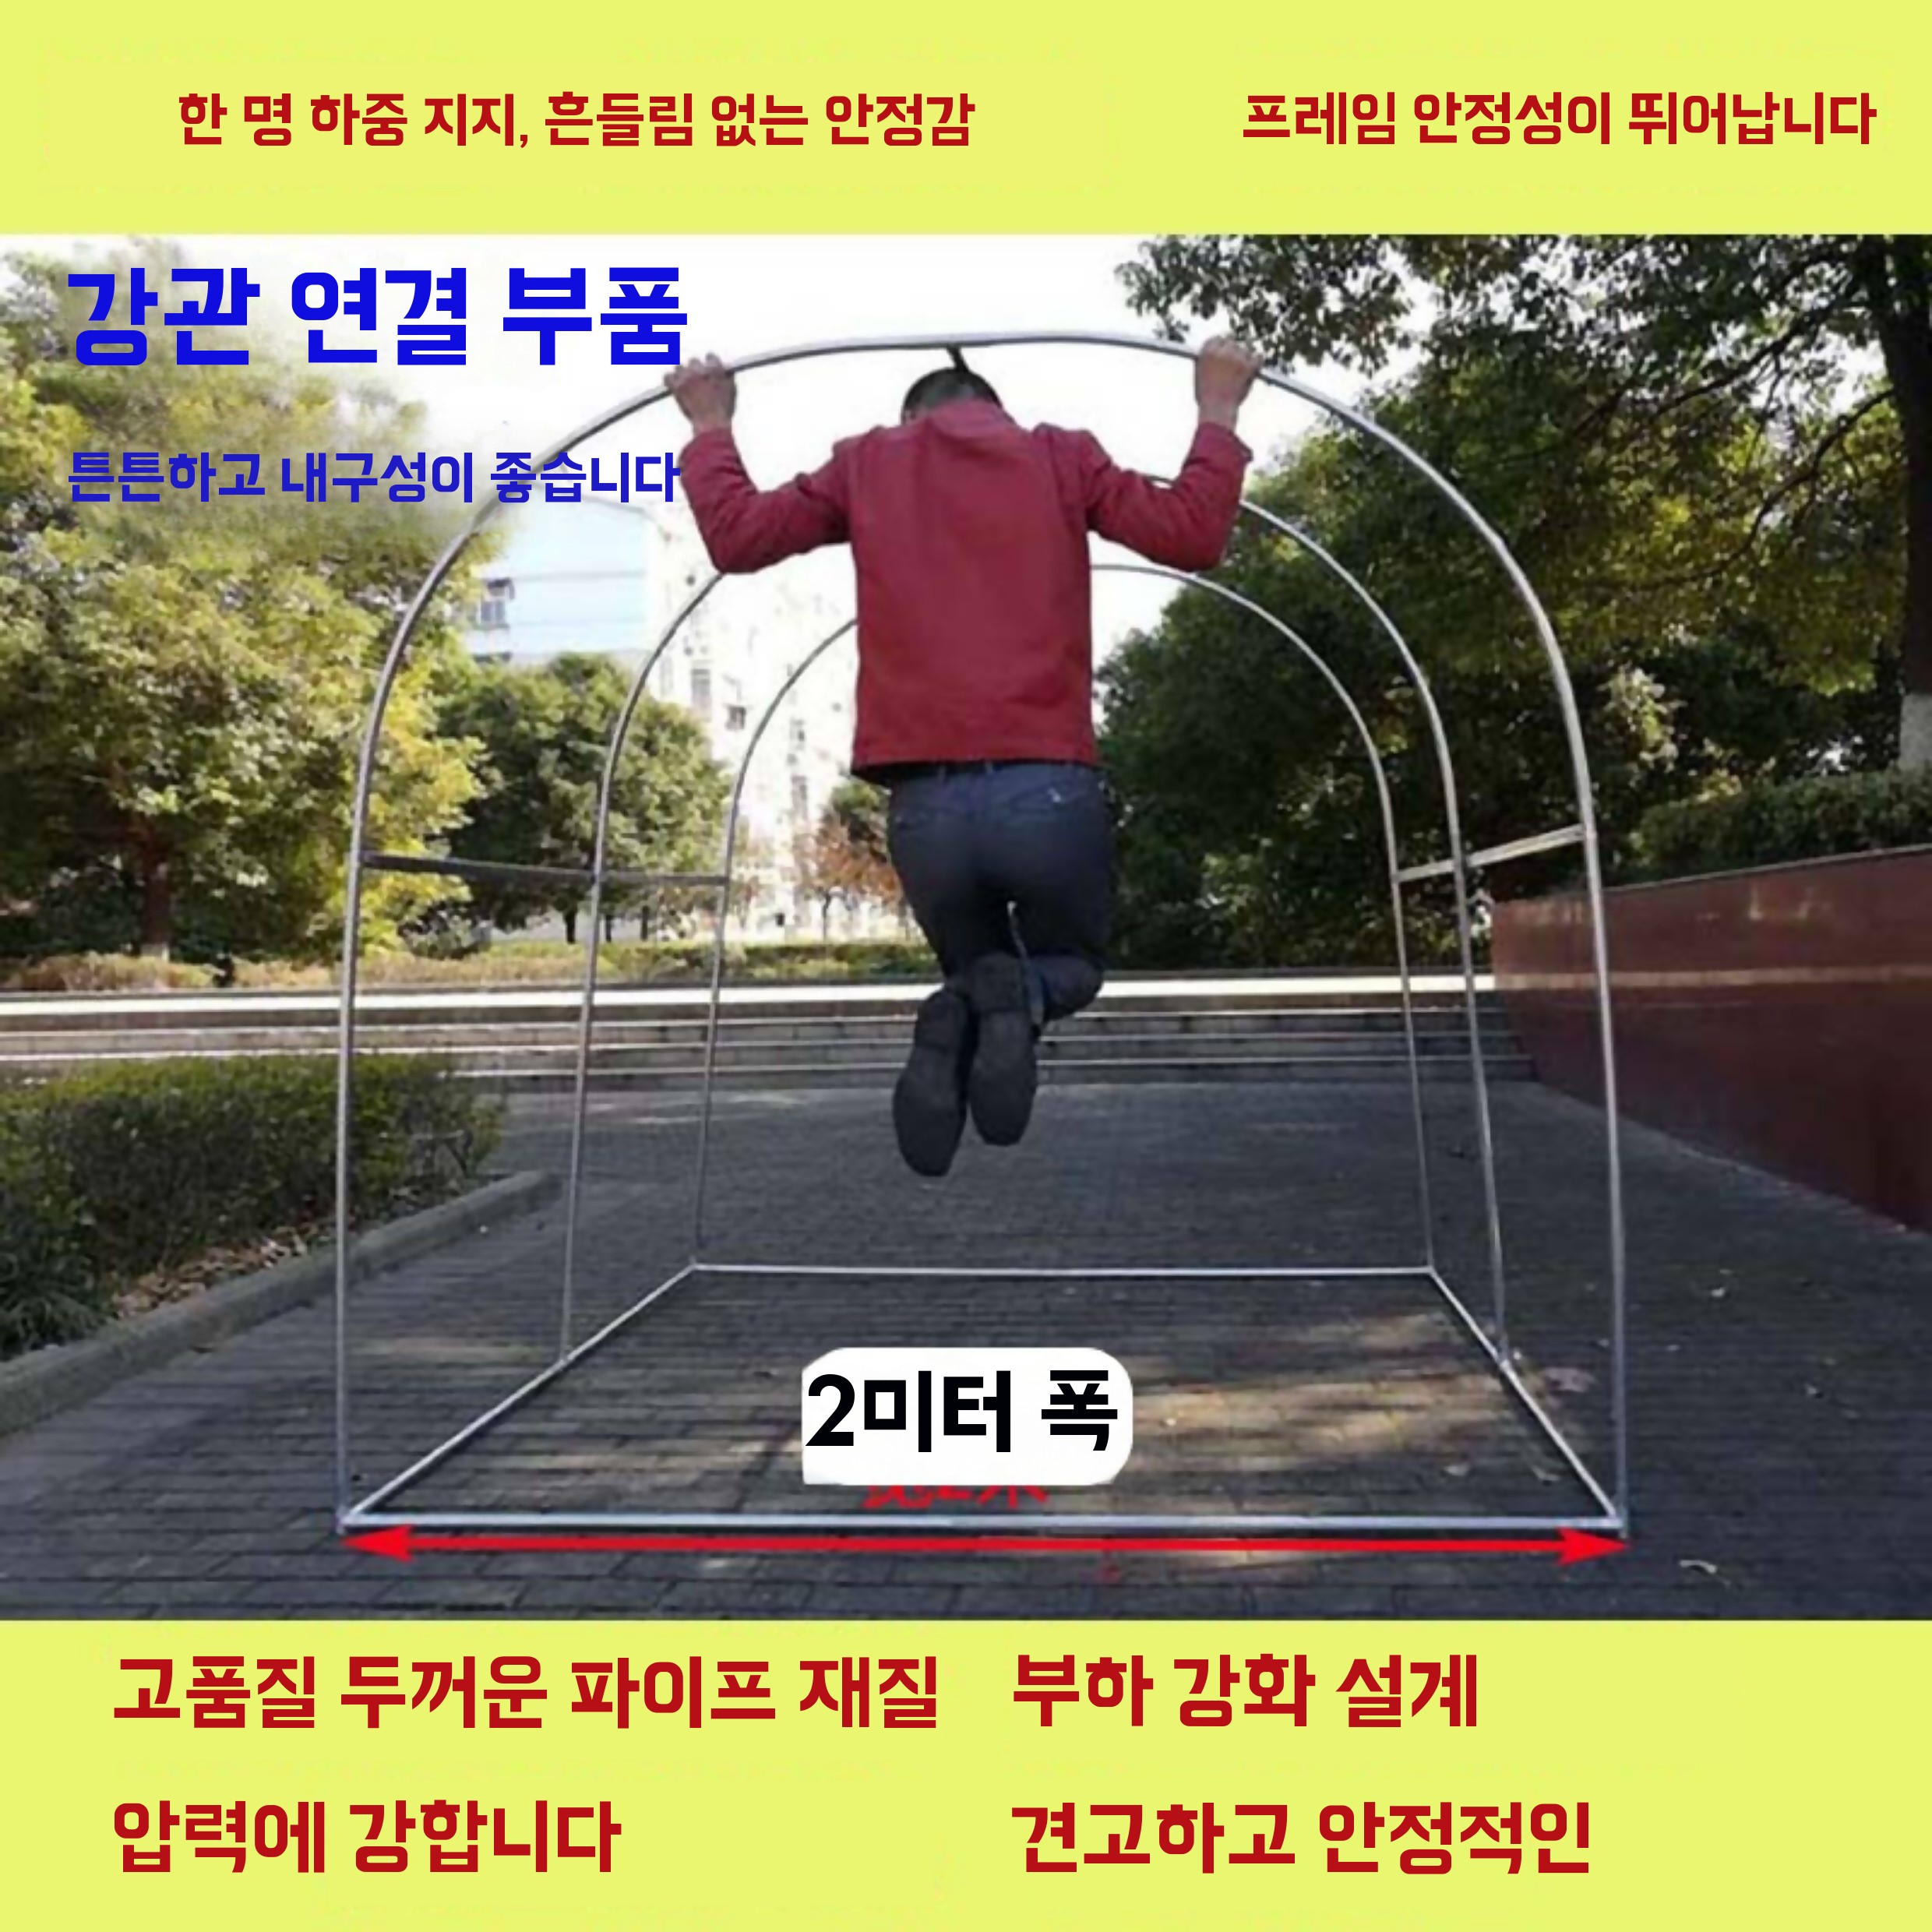 한 명 하중 지지, 흔들림 없는 안정감
프레임 안정성이 뛰어납니다
강관 연결 부품
튼튼하고 내구성이 좋습니다
2미터 폭
고품질 두꺼운 파이프 재질
부하 강화 설계
압력에 강합니다
견고하고 안정적인